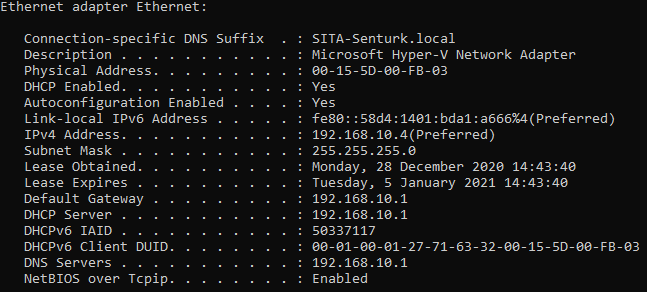 Ethernet adapter Ethernet:
Connection-specific DNS Suffix  . : SITA-Senturk.local
Description . . . . . . . . . . . : Microsoft Hyper-V Network Adapter
Physical Address. . . . . . . . . : 00-15-5D-00-FB-03
DHCP Enabled. . . . . . . . . . . : Yes
Autoconfiguration Enabled . . . . : Yes
Link-local IPv6 Address . . . . . : fe80::58d4:1401:bda1:a666%4(Preferred)
IPv4 Address. . . . . . . . . . . : 192.168.10.4(Preferred)
Subnet Mask . . . . . . . . . . . : 255.255.255.0
Lease Obtained. . . . . . . . . . : Monday, 28 December 2020 14:43:40
Lease Expires . . . . . . . . . . : Tuesday, 5 January 2021 14:43:40
Default Gateway . . . . . . . . . : 192.168.10.1
DHCP Server . . . . . . . . . . . : 192.168.10.1
DHCPv6 IAID . . . . . . . . . . . : 50337117
DHCPv6 Client DUID. . . . . . . . : 00-01-00-01-27-71-63-32-00-15-5D-00-FB-03
DNS Servers . . . . . . . . . . . : 192.168.10.1
NetBIOS over Tcpip. . . . . . . . : Enabled